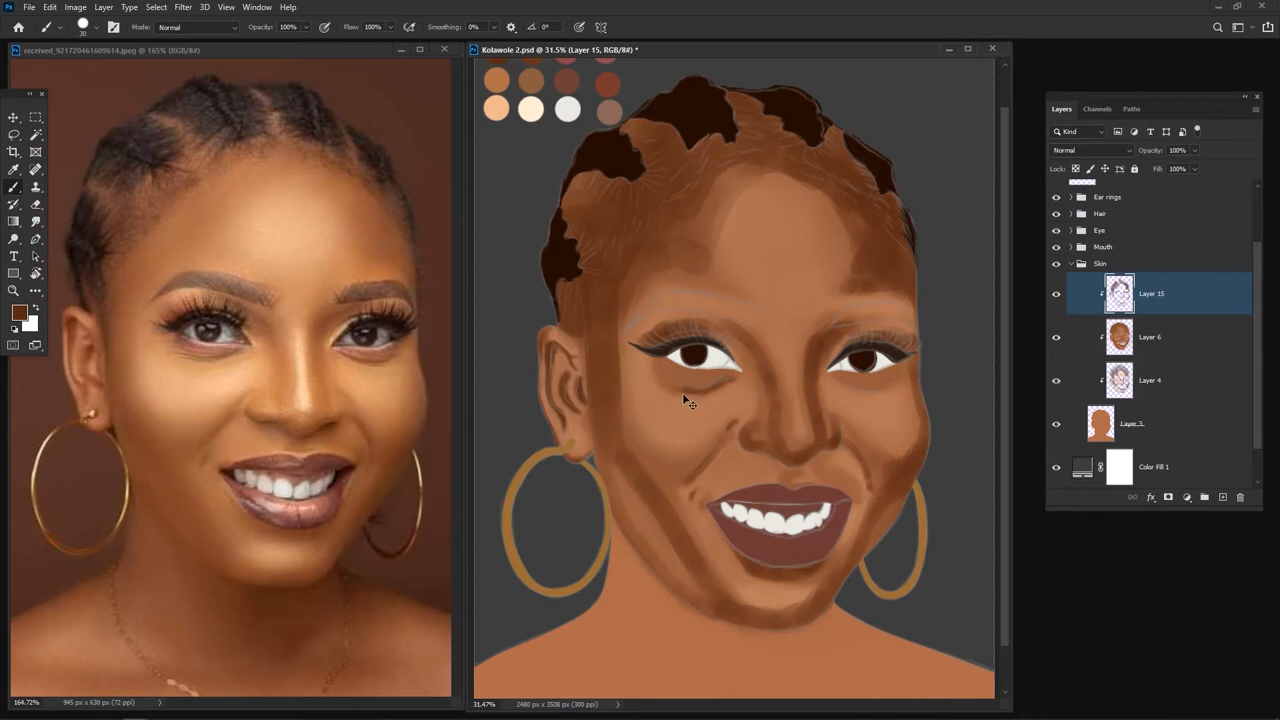 File Edit Image Layer Type Select Filter 3D View Window Help
Mode: Normal Opacity: 100% Flow: 100% Smoothing: 0% 0°
30
received_921720461609614.jpeg @ 165% (RGB/8#)
Kolawole 2.psd @ 31.5% (Layer 15, RGB/8#) *
Layers Channels Paths
Kind
Normal Opacity: 100%
Lock: Fill: 100%
Ear rings
Hair
Eye
Mouth
Skin
Layer 15
Layer 6
Layer 4
Layer 3
Color Fill 1
164.72% 945 px x 630 px (72 ppi)
31.47% 2480 px x 3508 px (300 ppi)